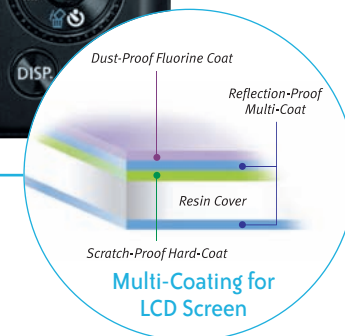 DISP.
Dust-Proof Fluorine Coat
Reflection-Proof
Multi-Coat
Resin Cover
Scratch-Proof Hard-Coat
Multi-Coating for
LCD Screen